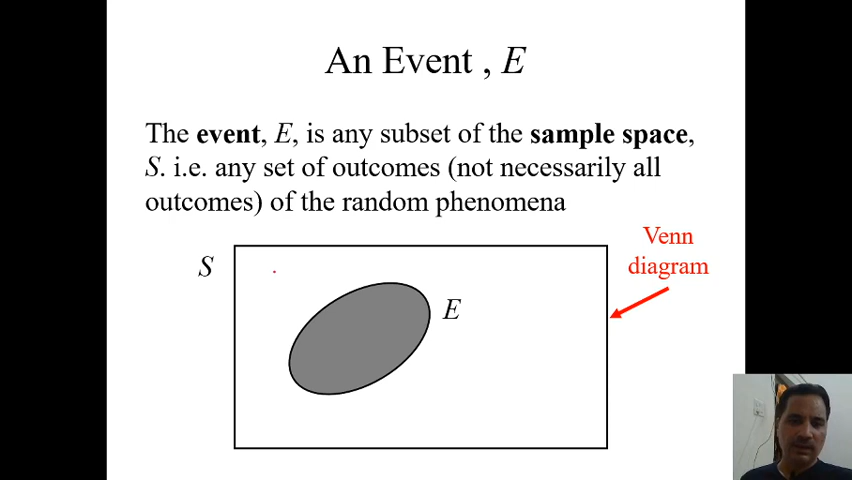 An Event , E
The event, E, is any subset of the sample space,
S. i.e. any set of outcomes (not necessarily all
outcomes) of the random phenomena
Venn
diagram
S
E